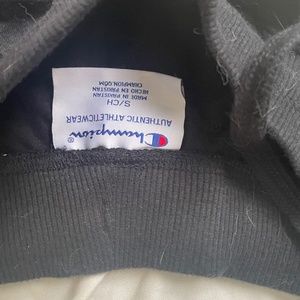 Champion®
AUTHENTIC ATHLETICWEAR
S/CH
MADE IN PAKISTAN
HECHO EN PAKISTAN
CHAMPION.COM